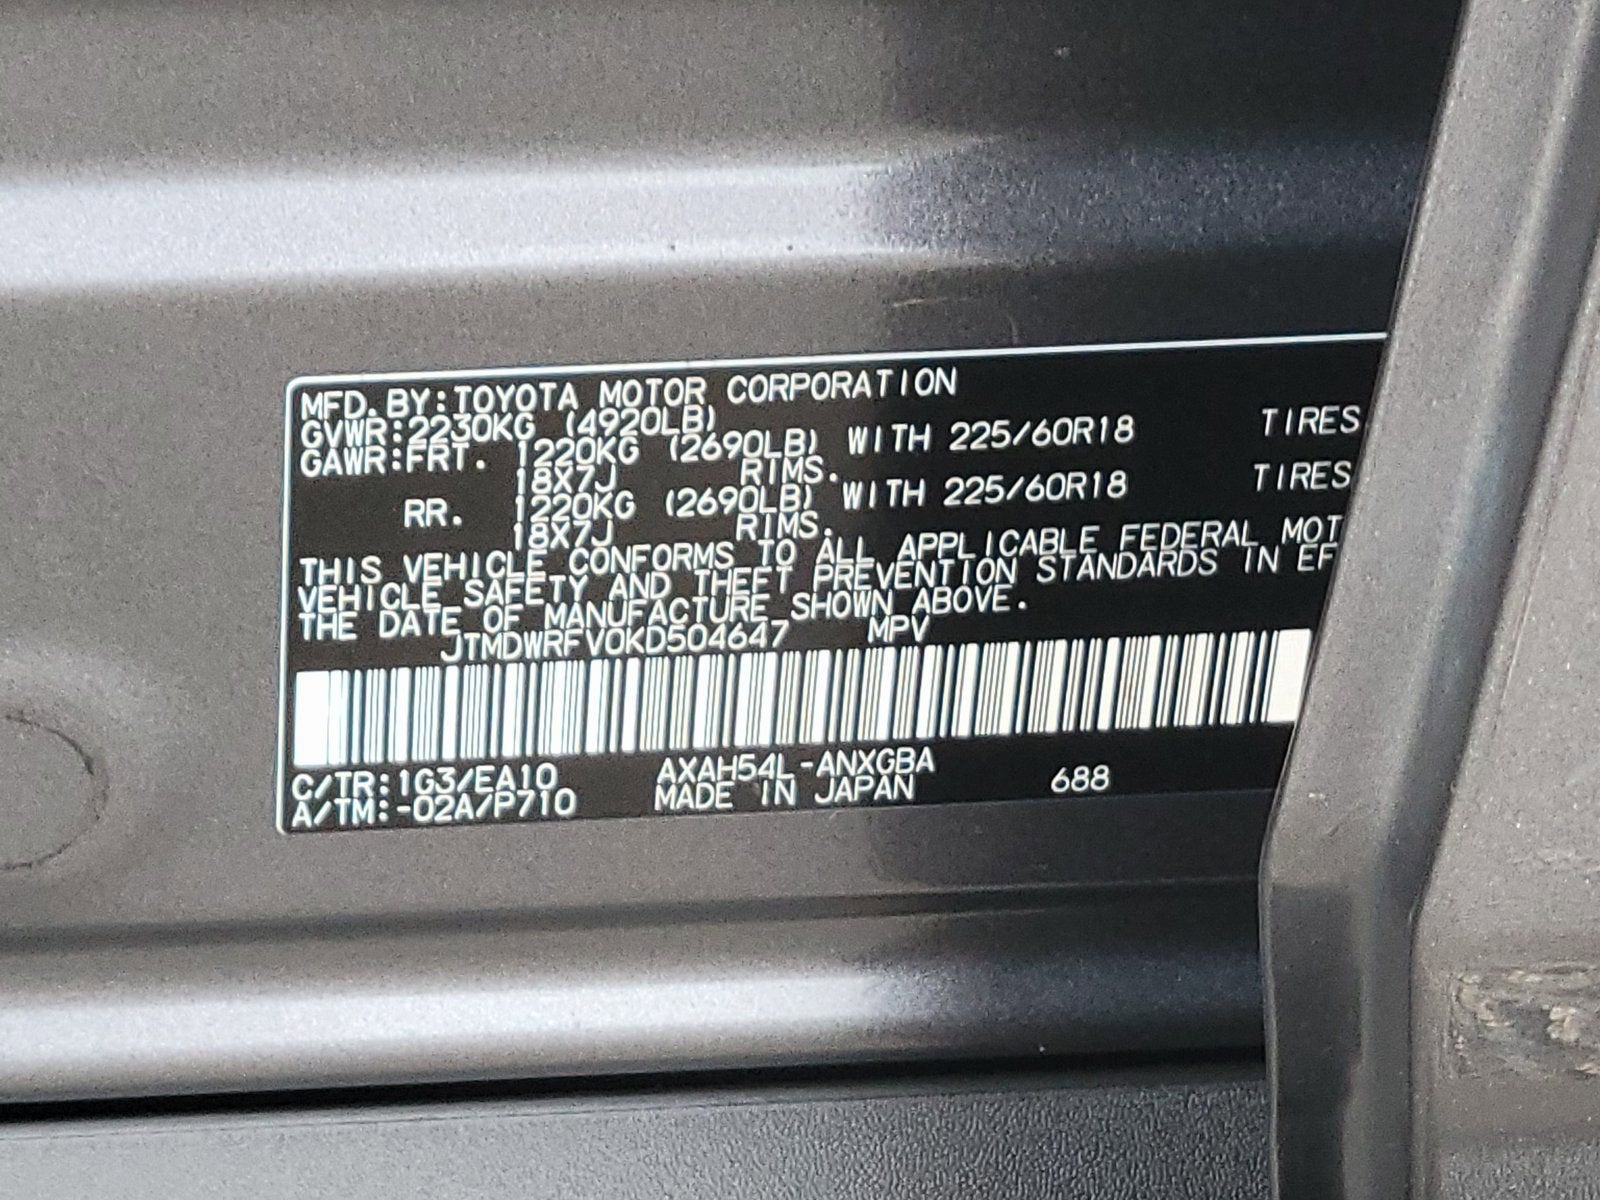 MFD. BY: TOYOTA MOTOR CORPORATION
GVWR: 2230KG (4920LB)
GAWR: FRT. 1220KG (2690LB) WITH 225/60R18 TIRES
18X7J RIMS.
RR. 1220KG (2690LB) WITH 225/60R18 TIRES
18X7J RIMS.
THIS VEHICLE CONFORMS TO ALL APPLICABLE FEDERAL MOT
VEHICLE SAFETY AND THEFT PREVENTION STANDARDS IN EF
THE DATE OF MANUFACTURE SHOWN ABOVE.
JTMDWRFV0KD504647 MPV
C/TR: 1G3/EA10 AXAH54L-ANXGBA 688
A/TM: -02A/P710 MADE IN JAPAN